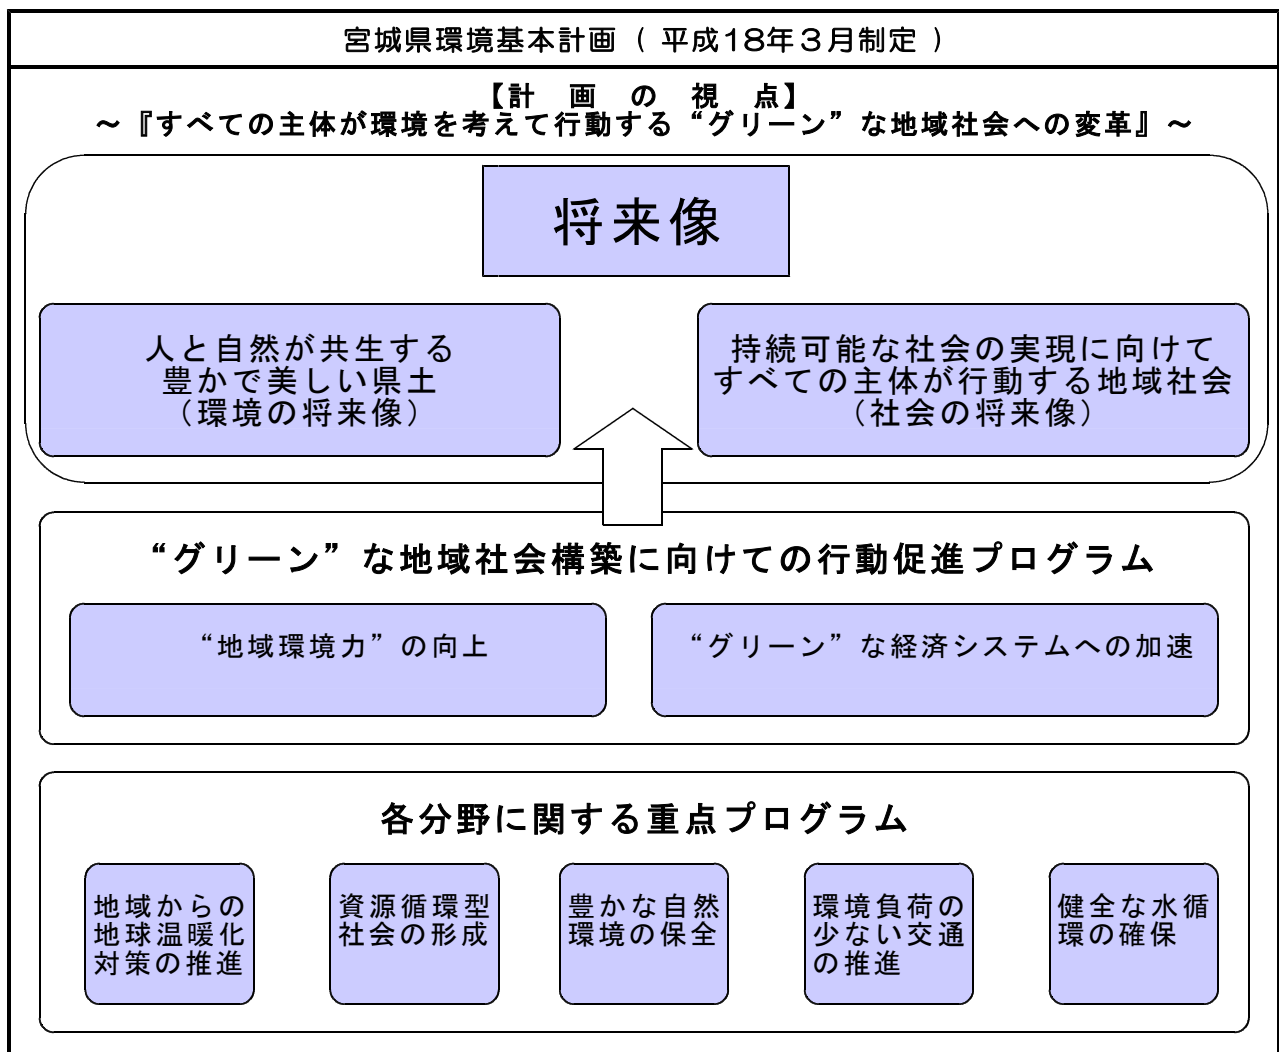 宮城県環境基本計画（平成18年3月制定）
【計　画　の　視　点】
～『すべての主体が環境を考えて行動する“グリーン”な地域社会への変革』～
将来像
人と自然が共生する
豊かで美しい県土
（環境の将来像）
持続可能な社会の実現に向けて
すべての主体が行動する地域社会
（社会の将来像）
“グリーン”な地域社会構築に向けての行動促進プログラム
“地域環境力”の向上
“グリーン”な経済システムへの加速
各分野に関する重点プログラム
地域からの
地球温暖化
対策の推進
資源循環型
社会の形成
豊かな自然
環境の保全
環境負荷の
少ない交通
の推進
健全な水循
環の確保